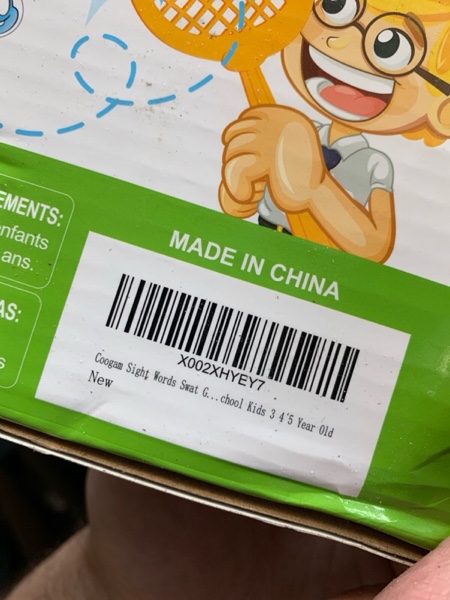 EMENTS:
nfants
ans.
AS:
s
MADE IN CHINA
X002XHYEY7
Coogam Sight Words Swat G...chool Kids 3 4 5 Year Old
New